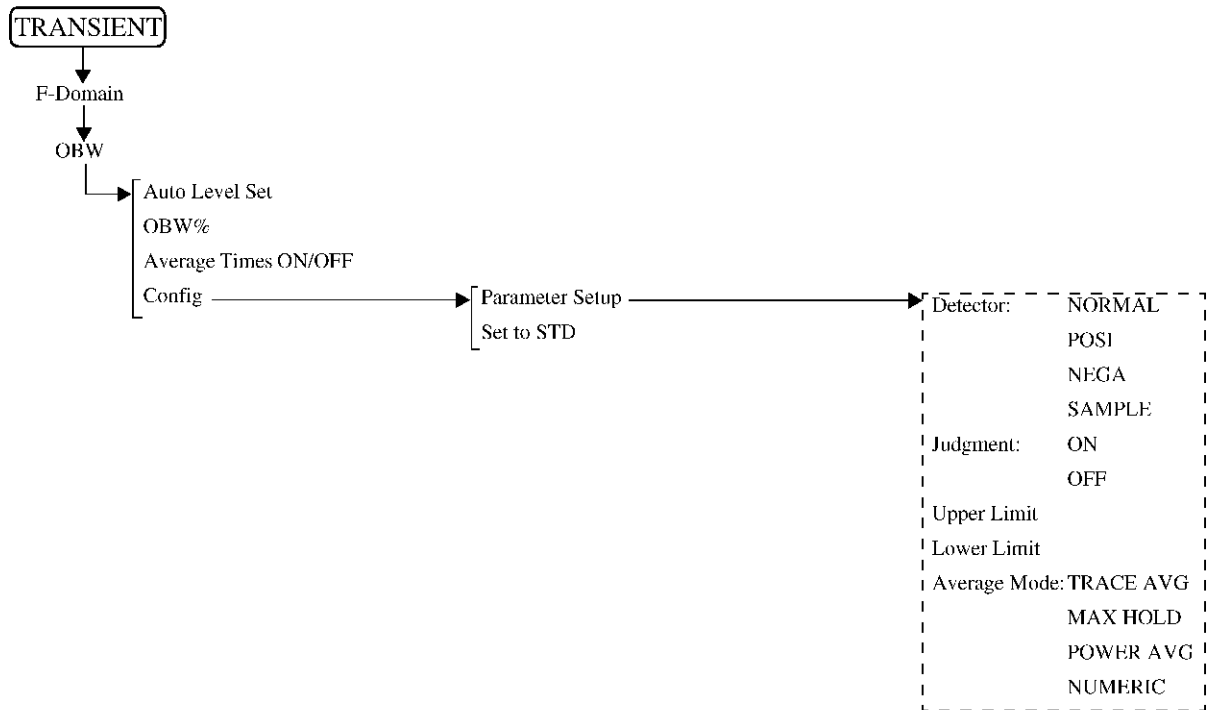 TRANSIENT
F-Domain
OBW
Auto Level Set
OBW%
Average Times ON/OFF
Config
Parameter Setup
Set to STD
Detector: NORMAL
POSI
NEGA
SAMPLE
Judgment: ON
OFF
Upper Limit
Lower Limit
Average Mode: TRACE AVG
MAX HOLD
POWER AVG
NUMERIC